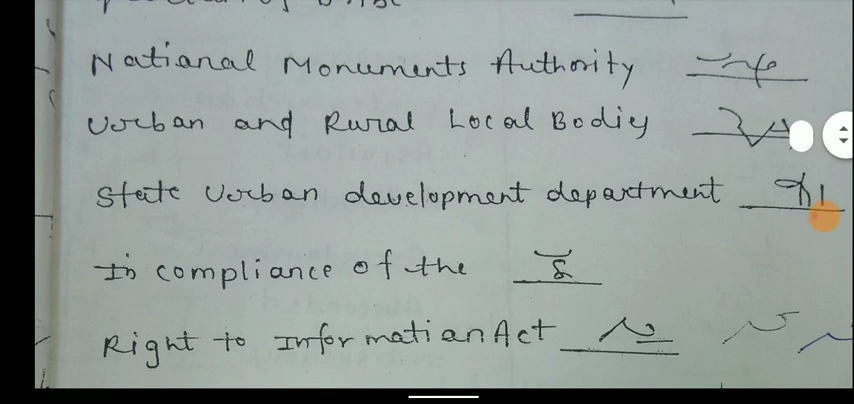 National Monuments Authority
Urban and Rural Local Bodies
State Urban development department
In compliance of the
Right to Information Act